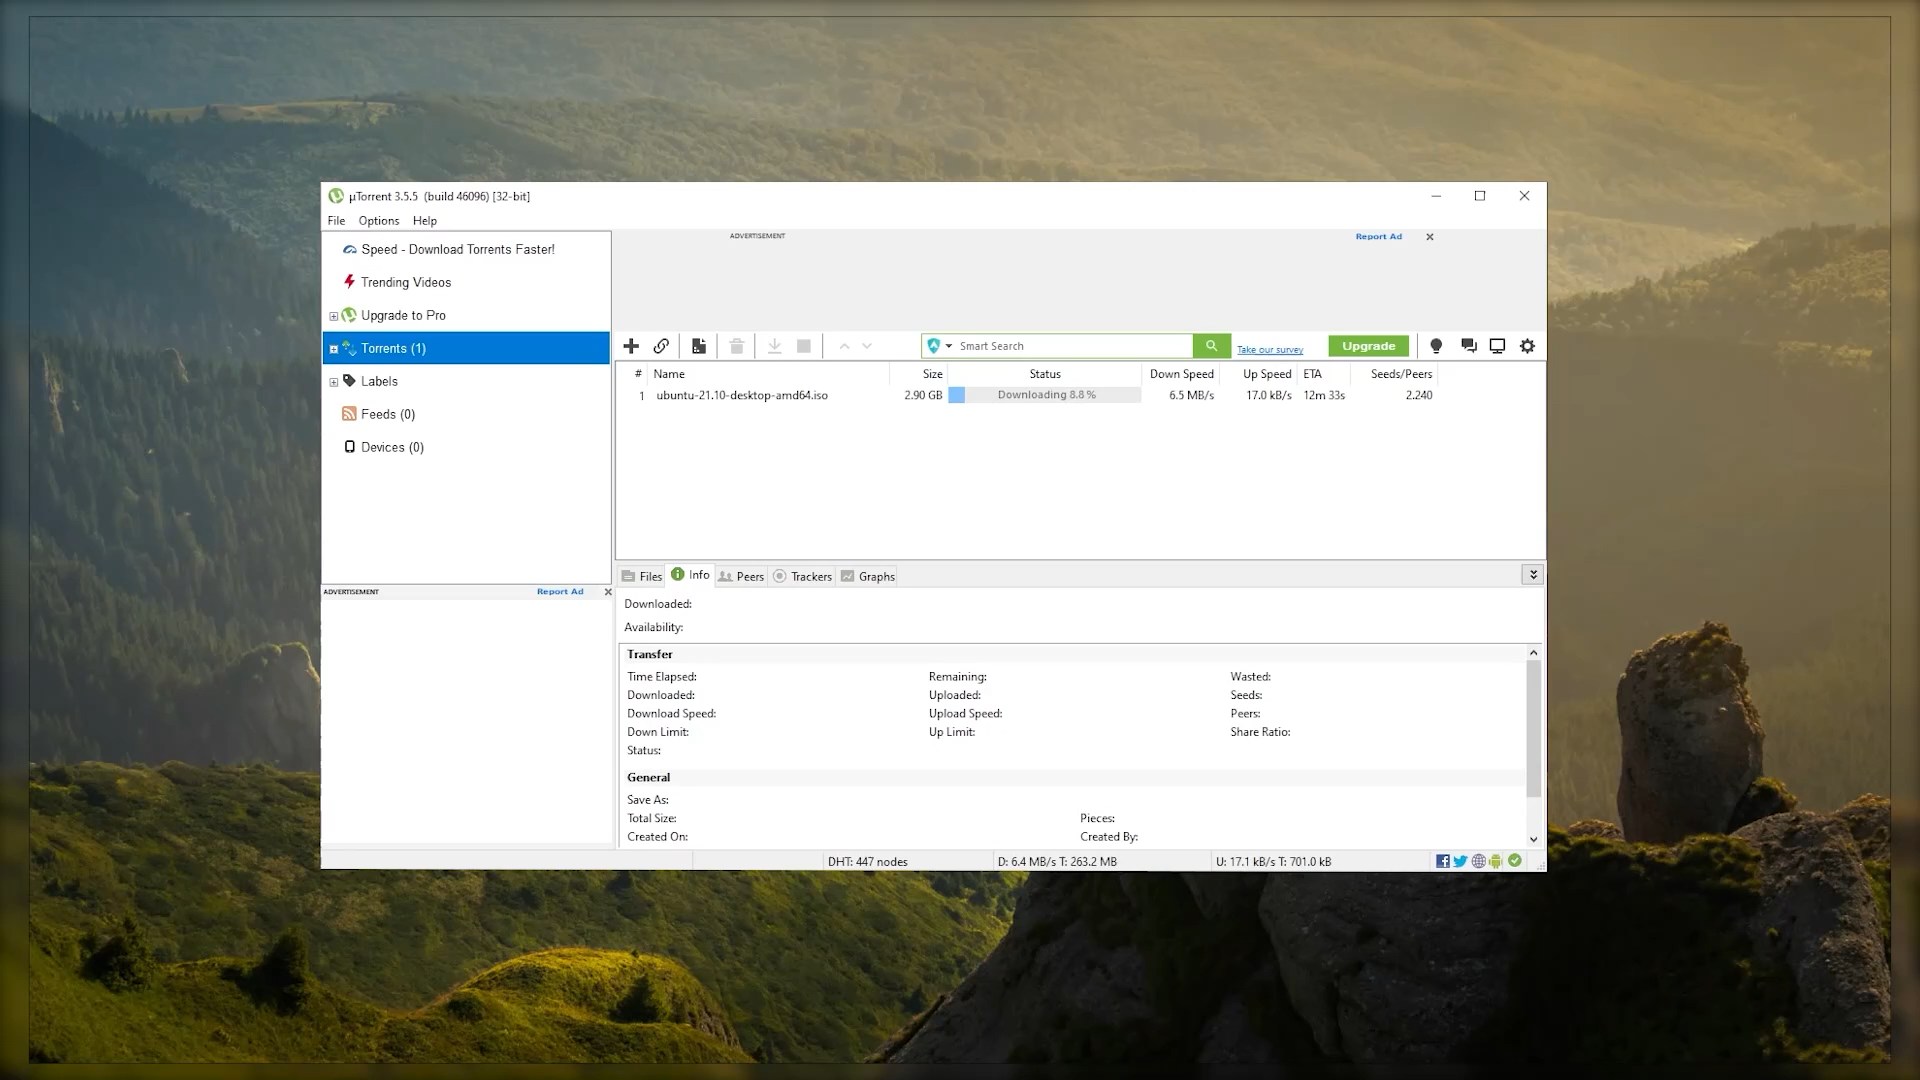 µTorrent 3.5.5 (build 46096) [32-bit]
File Options Help
Speed - Download Torrents Faster!
Trending Videos
Upgrade to Pro
Torrents (1)
Labels
Feeds (0)
Devices (0)
ADVERTISEMENT Report Ad
ADVERTISEMENT Report Ad
Smart Search
Take our survey
Upgrade
# Name Size Status Down Speed Up Speed ETA Seeds/Peers
1 ubuntu-21.10-desktop-amd64.iso 2.90 GB Downloading 8.8 % 6.5 MB/s 17.0 kB/s 12m 33s 2.240
Files Info Peers Trackers Graphs
Downloaded:
Availability:
Transfer
Time Elapsed: Remaining: Wasted:
Downloaded: Uploaded: Seeds:
Download Speed: Upload Speed: Peers:
Down Limit: Up Limit: Share Ratio:
Status:
General
Save As:
Total Size: Pieces:
Created On: Created By:
DHT: 447 nodes D: 6.4 MB/s T: 263.2 MB U: 17.1 kB/s T: 701.0 kB